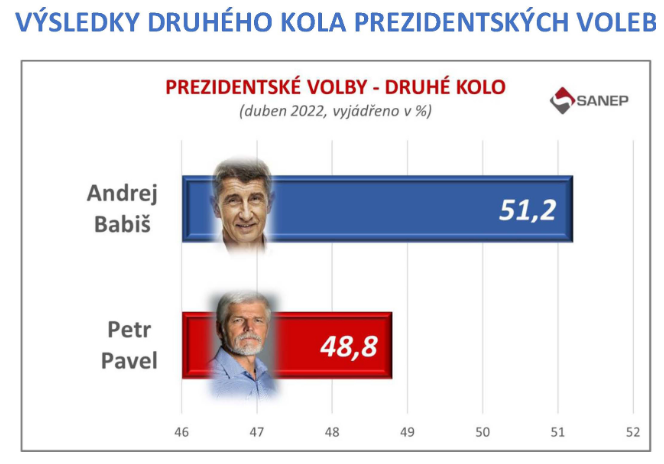 VÝSLEDKY DRUHÉHO KOLA PREZIDENTSKÝCH VOLEB
PREZIDENTSKÉ VOLBY - DRUHÉ KOLO
(duben 2022, vyjádřeno v %)
SANEP
Andrej
Babiš
51,2
Petr
Pavel
48,8
46 47 48 49 50 51 52